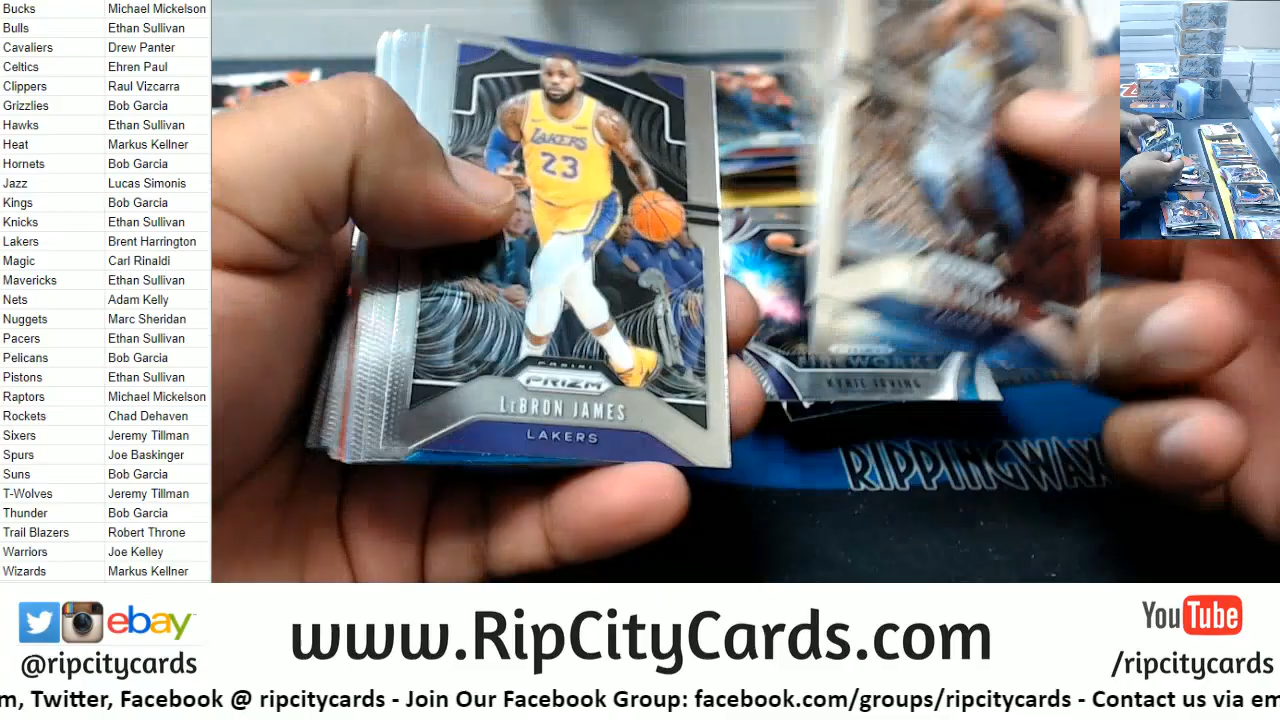 Bucks Michael Mickelson
Bulls Ethan Sullivan
Cavaliers Drew Panter
Celtics Ehren Paul
Clippers Raul Vizcarra
Grizzlies Bob Garcia
Hawks Ethan Sullivan
Heat Markus Kellner
Hornets Bob Garcia
Jazz Lucas Simonis
Kings Bob Garcia
Knicks Ethan Sullivan
Lakers Brent Harrington
Magic Carl Rinaldi
Mavericks Ethan Sullivan
Nets Adam Kelly
Nuggets Marc Sheridan
Pacers Ethan Sullivan
Pelicans Bob Garcia
Pistons Ethan Sullivan
Raptors Michael Mickelson
Rockets Chad Dehaven
Sixers Jeremy Tillman
Spurs Joe Baskinger
Suns Bob Garcia
T-Wolves Jeremy Tillman
Thunder Bob Garcia
Trail Blazers Robert Throne
Warriors Joe Kelley
Wizards Markus Kellner
LAKERS
23
PANINI
PRIZM
LEBRON JAMES
LAKERS
KYRIE IRVING
RIPPINGWAX
ebay
@ripcitycards
www.RipCityCards.com
YouTube
/ripcitycards
m, Twitter, Facebook @ ripcitycards - Join Our Facebook Group: facebook.com/groups/ripcitycards - Contact us via em